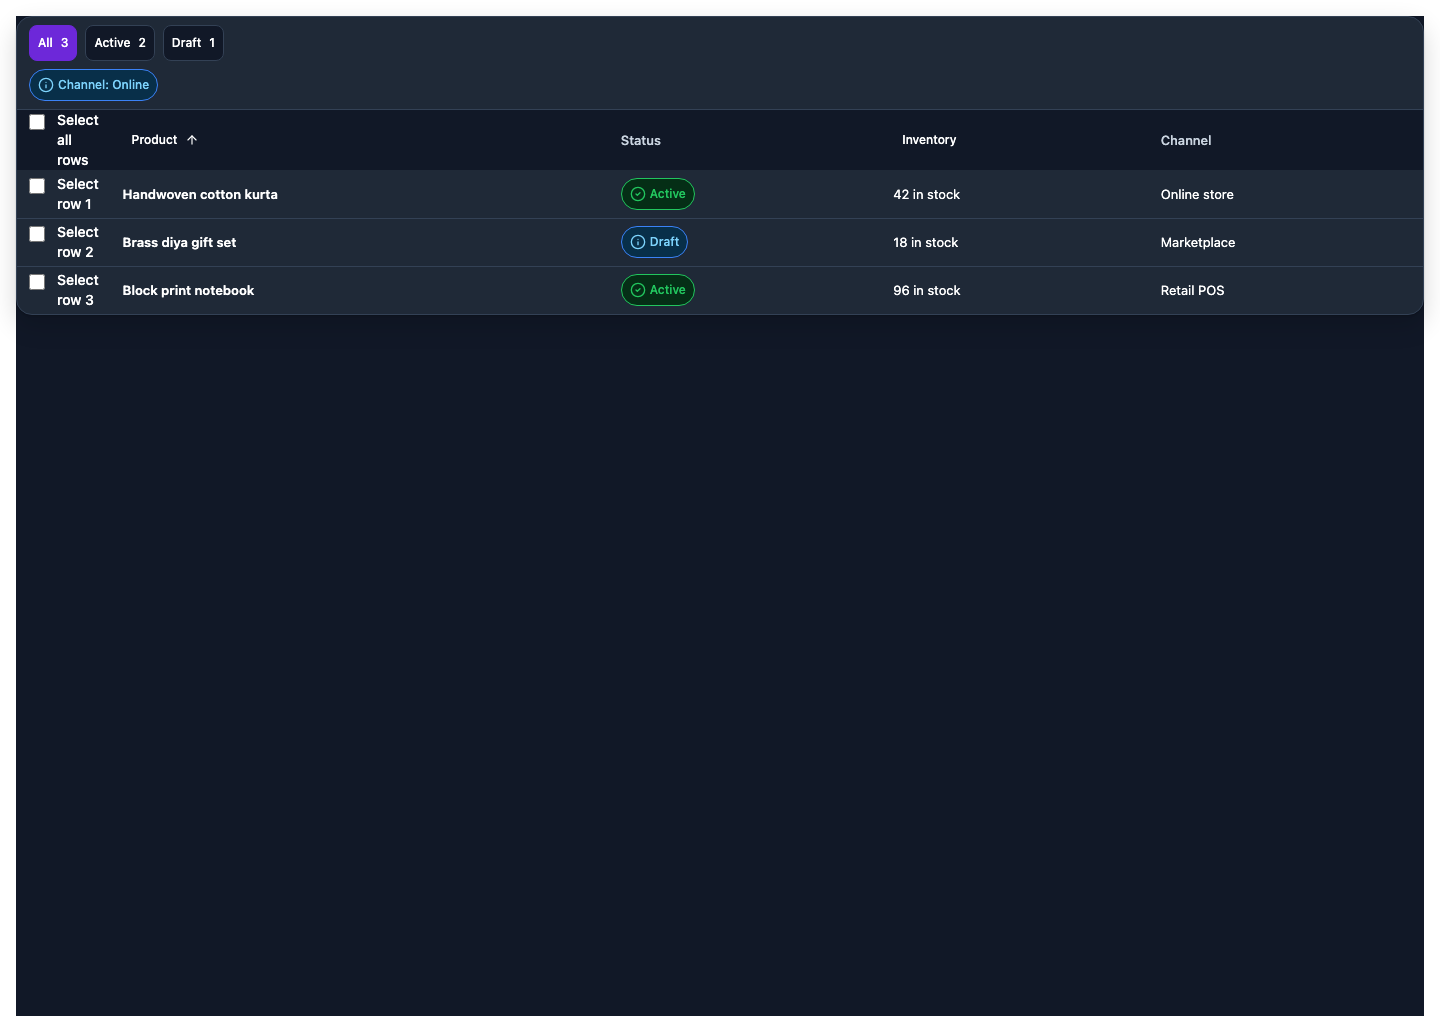 All 3
Active 2
Draft 1
Channel: Online
Select all rows
Product
Status
Inventory
Channel
Select row 1
Handwoven cotton kurta
Active
42 in stock
Online store
Select row 2
Brass diya gift set
Draft
18 in stock
Marketplace
Select row 3
Block print notebook
Active
96 in stock
Retail POS